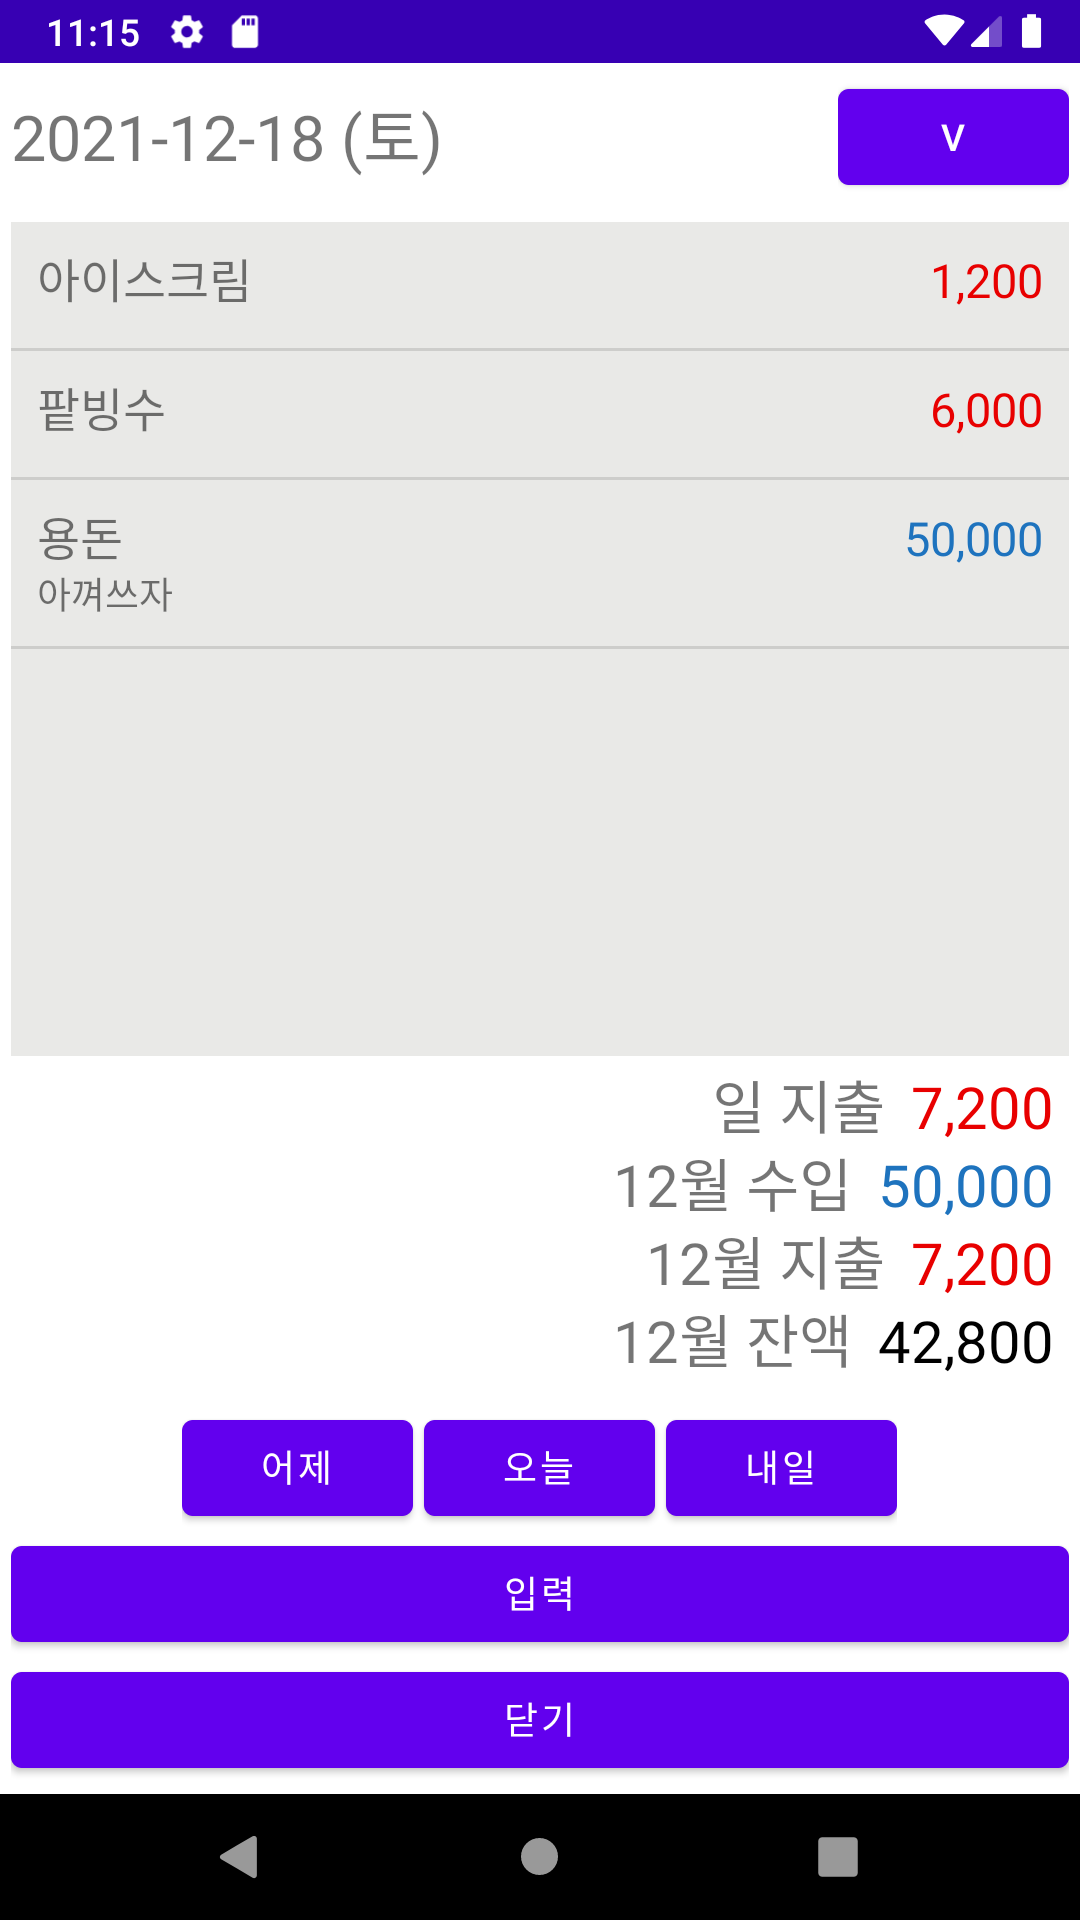 11:15
2021-12-18 (토)
V
아이스크림 1,200
팥빙수 6,000
용돈 50,000
아껴쓰자
일 지출 7,200
12월 수입 50,000
12월 지출 7,200
12월 잔액 42,800
어제 오늘 내일
입력
닫기